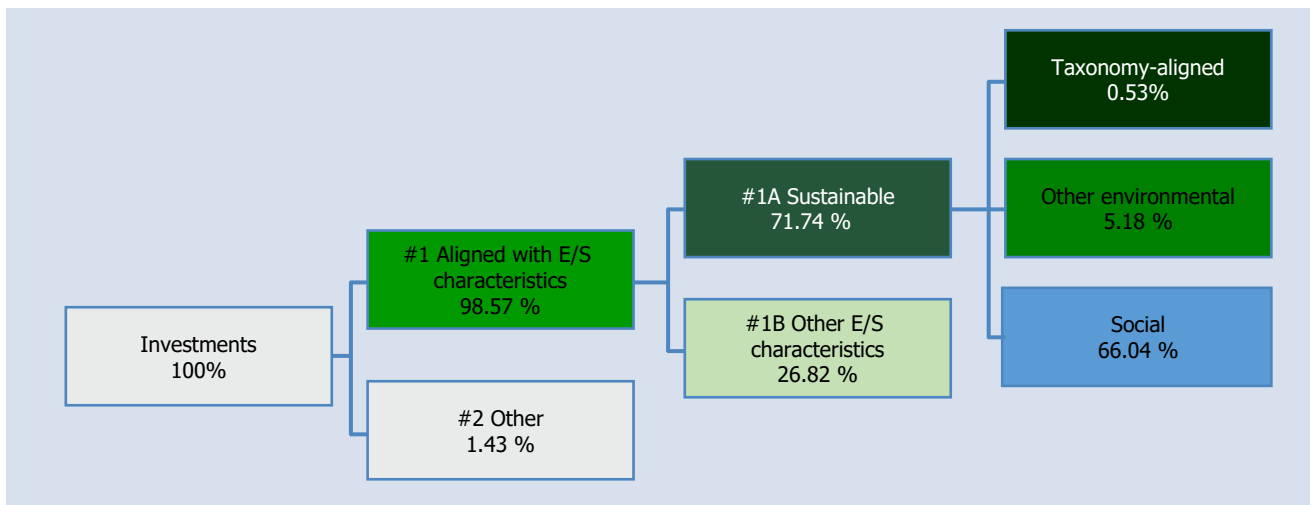 Investments
100%
#1 Aligned with E/S
characteristics
98.57 %
#2 Other
1.43 %
#1A Sustainable
71.74 %
#1B Other E/S
characteristics
26.82 %
Taxonomy-aligned
0.53%
Other environmental
5.18 %
Social
66.04 %